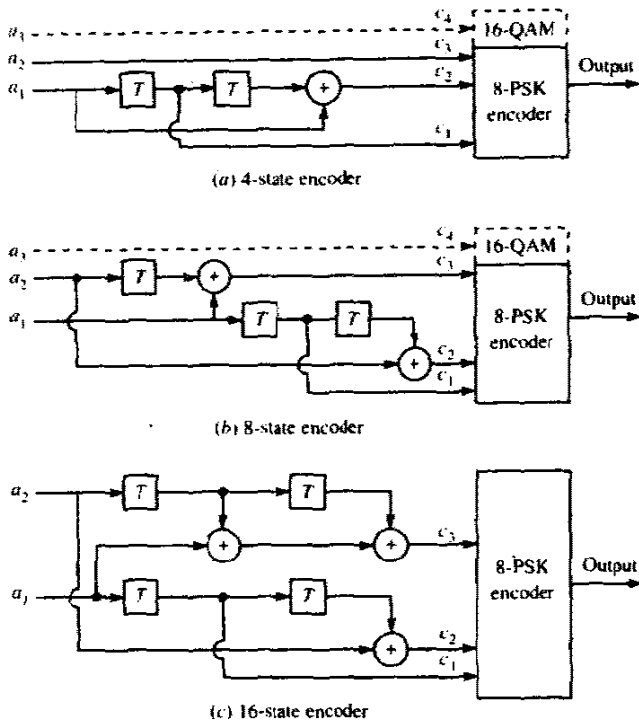 a₃ c₄ 16-QAM
a₂ c₃
a₁ T T + c₂ 8-PSK encoder Output
c₁
(a) 4-state encoder
a₃ c₄ 16-QAM
a₂ T + c₃
a₁ T T 8-PSK encoder Output
+ c₂
c₁
(b) 8-state encoder
a₂ T T
+ + c₃
a₁ T T 8-PSK encoder Output
+ c₂
c₁
(c) 16-state encoder